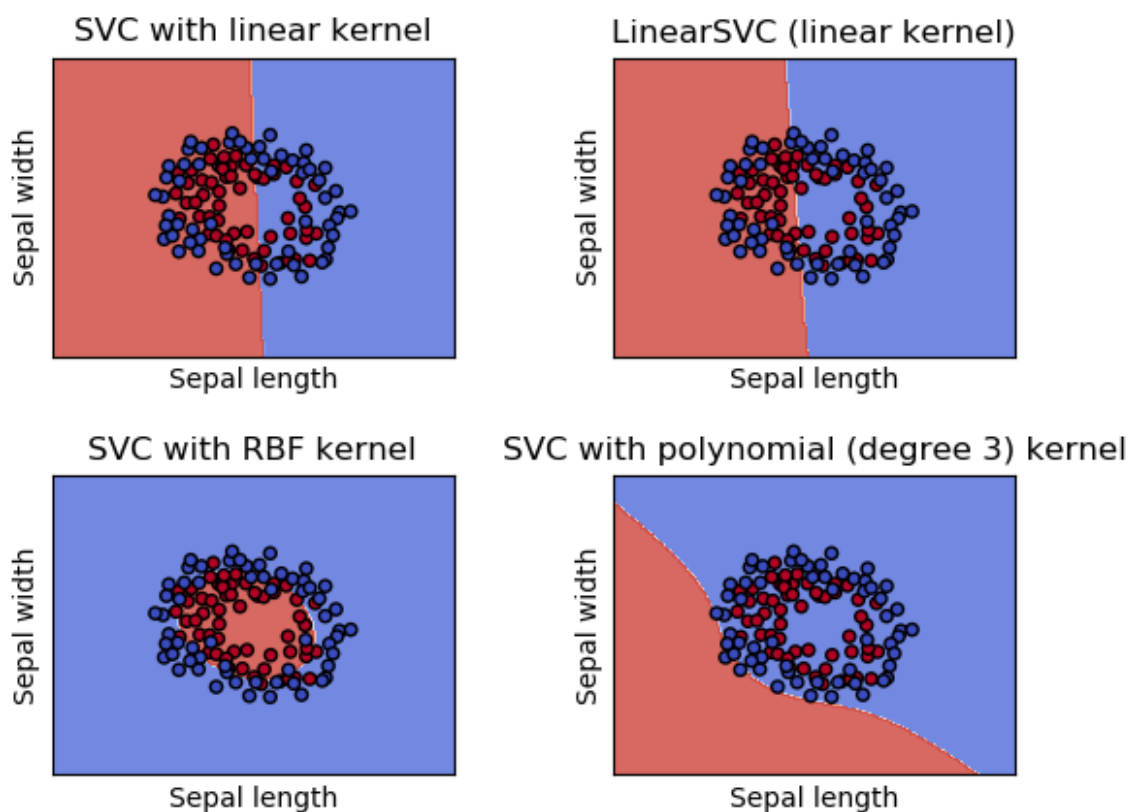 SVC with linear kernel
LinearSVC (linear kernel)
Sepal width
Sepal length
Sepal width
Sepal length
SVC with RBF kernel
SVC with polynomial (degree 3) kernel
Sepal width
Sepal length
Sepal width
Sepal length